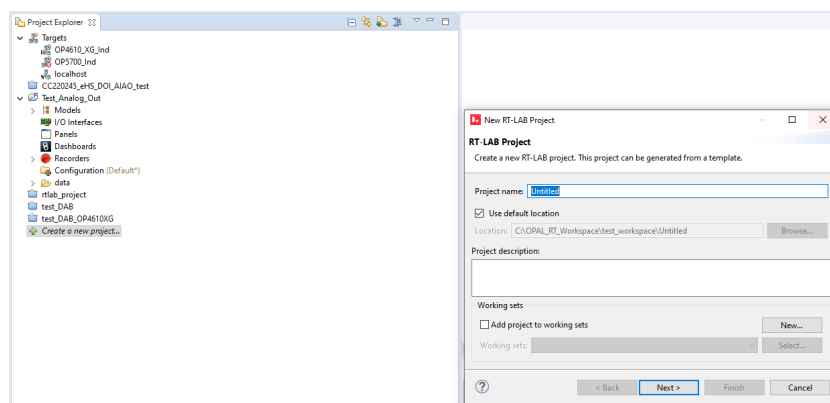 Project Explorer
Targets
OP4610_XG_Ind
OP5700_Ind
localhost
CC220245_eHS_DOI_AIAO_test
Test_Analog_Out
Models
I/O Interfaces
Panels
Dashboards
Recorders
Configuration (Default*)
data
rtlab_project
test_DAB
test_DAB_OP4610XG
Create a new project...
New RT-LAB Project
RT-LAB Project
Create a new RT-LAB project. This project can be generated from a template.
Project name: Untitled
Use default location
Location: C:\OPAL_RT_Workspace\test_workspace\Untitled Browse...
Project description:
Working sets
Add project to working sets New...
Working sets: Select...
< Back Next > Finish Cancel